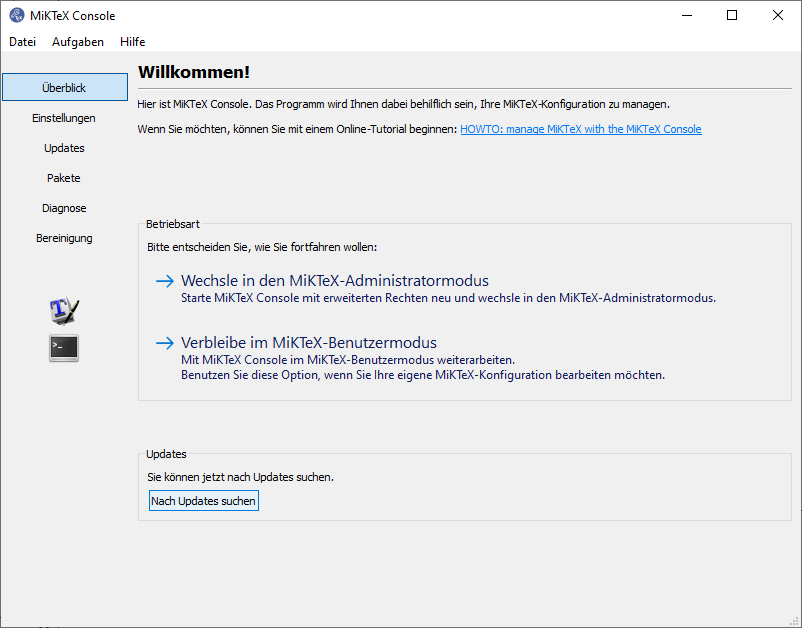 MiKTeX Console
Datei Aufgaben Hilfe
Überblick
Einstellungen
Updates
Pakete
Diagnose
Bereinigung
Willkommen!
Hier ist MiKTeX Console. Das Programm wird Ihnen dabei behilflich sein, Ihre MiKTeX-Konfiguration zu managen.
Wenn Sie möchten, können Sie mit einem Online-Tutorial beginnen: HOWTO: manage MiKTeX with the MiKTeX Console
Betriebsart
Bitte entscheiden Sie, wie Sie fortfahren wollen:
Wechsle in den MiKTeX-Administratormodus
Starte MiKTeX Console mit erweiterten Rechten neu und wechsle in den MiKTeX-Administratormodus.
Verbleibe im MiKTeX-Benutzermodus
Mit MiKTeX Console im MiKTeX-Benutzermodus weiterarbeiten.
Benutzen Sie diese Option, wenn Sie Ihre eigene MiKTeX-Konfiguration bearbeiten möchten.
Updates
Sie können jetzt nach Updates suchen.
Nach Updates suchen